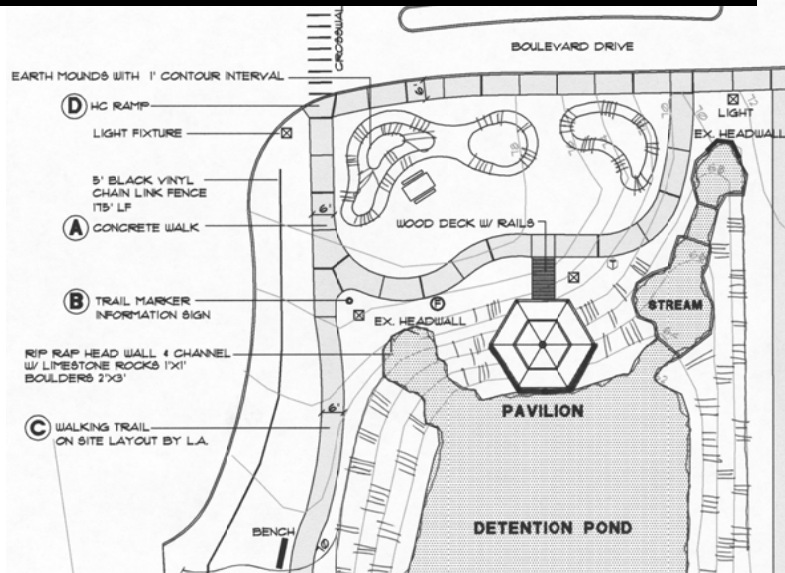 CROSSWAL
BOULEVARD DRIVE
EARTH MOUNDS WITH 1' CONTOUR INTERVAL
6'
D HC RAMP
LIGHT
LIGHT FIXTURE
EX. HEADWALL
5' BLACK VINYL
CHAIN LINK FENCE
175' LF
6'
A CONCRETE WALK
WOOD DECK W/ RAILS
T
B TRAIL MARKER
INFORMATION SIGN
F
STREAM
EX. HEADWALL
RIP RAP HEAD WALL & CHANNEL
W/ LIMESTONE ROCKS 1'X1'
BOULDERS 2'X3'
6'
PAVILION
C WALKING TRAIL
ON SITE LAYOUT BY L.A.
BENCH
DETENTION POND